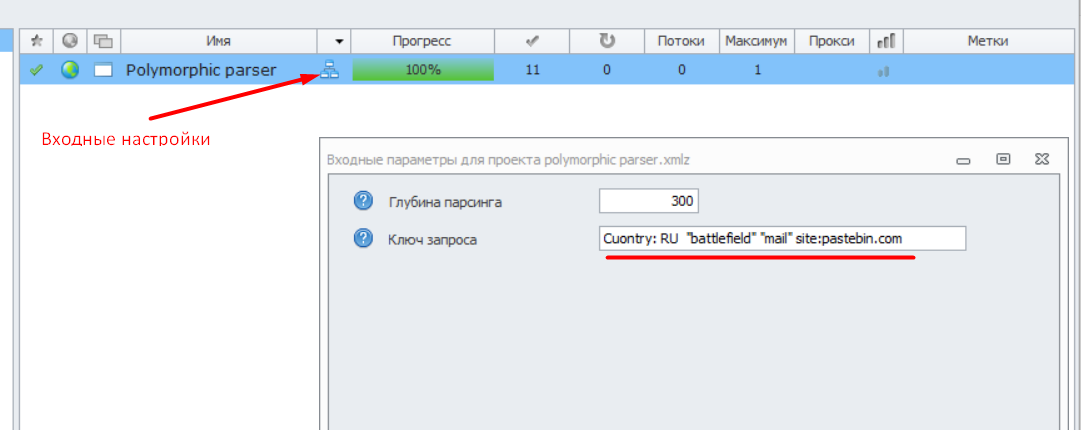 Имя Прогресс Потоки Максимум Прокси Метки
Polymorphic parser 100% 11 0 0 1
Входные настройки
Входные параметры для проекта polymorphic parser.xmlz
Глубина парсинга 300
Ключ запроса Cuontry: RU "battlefield" "mail" site:pastebin.com